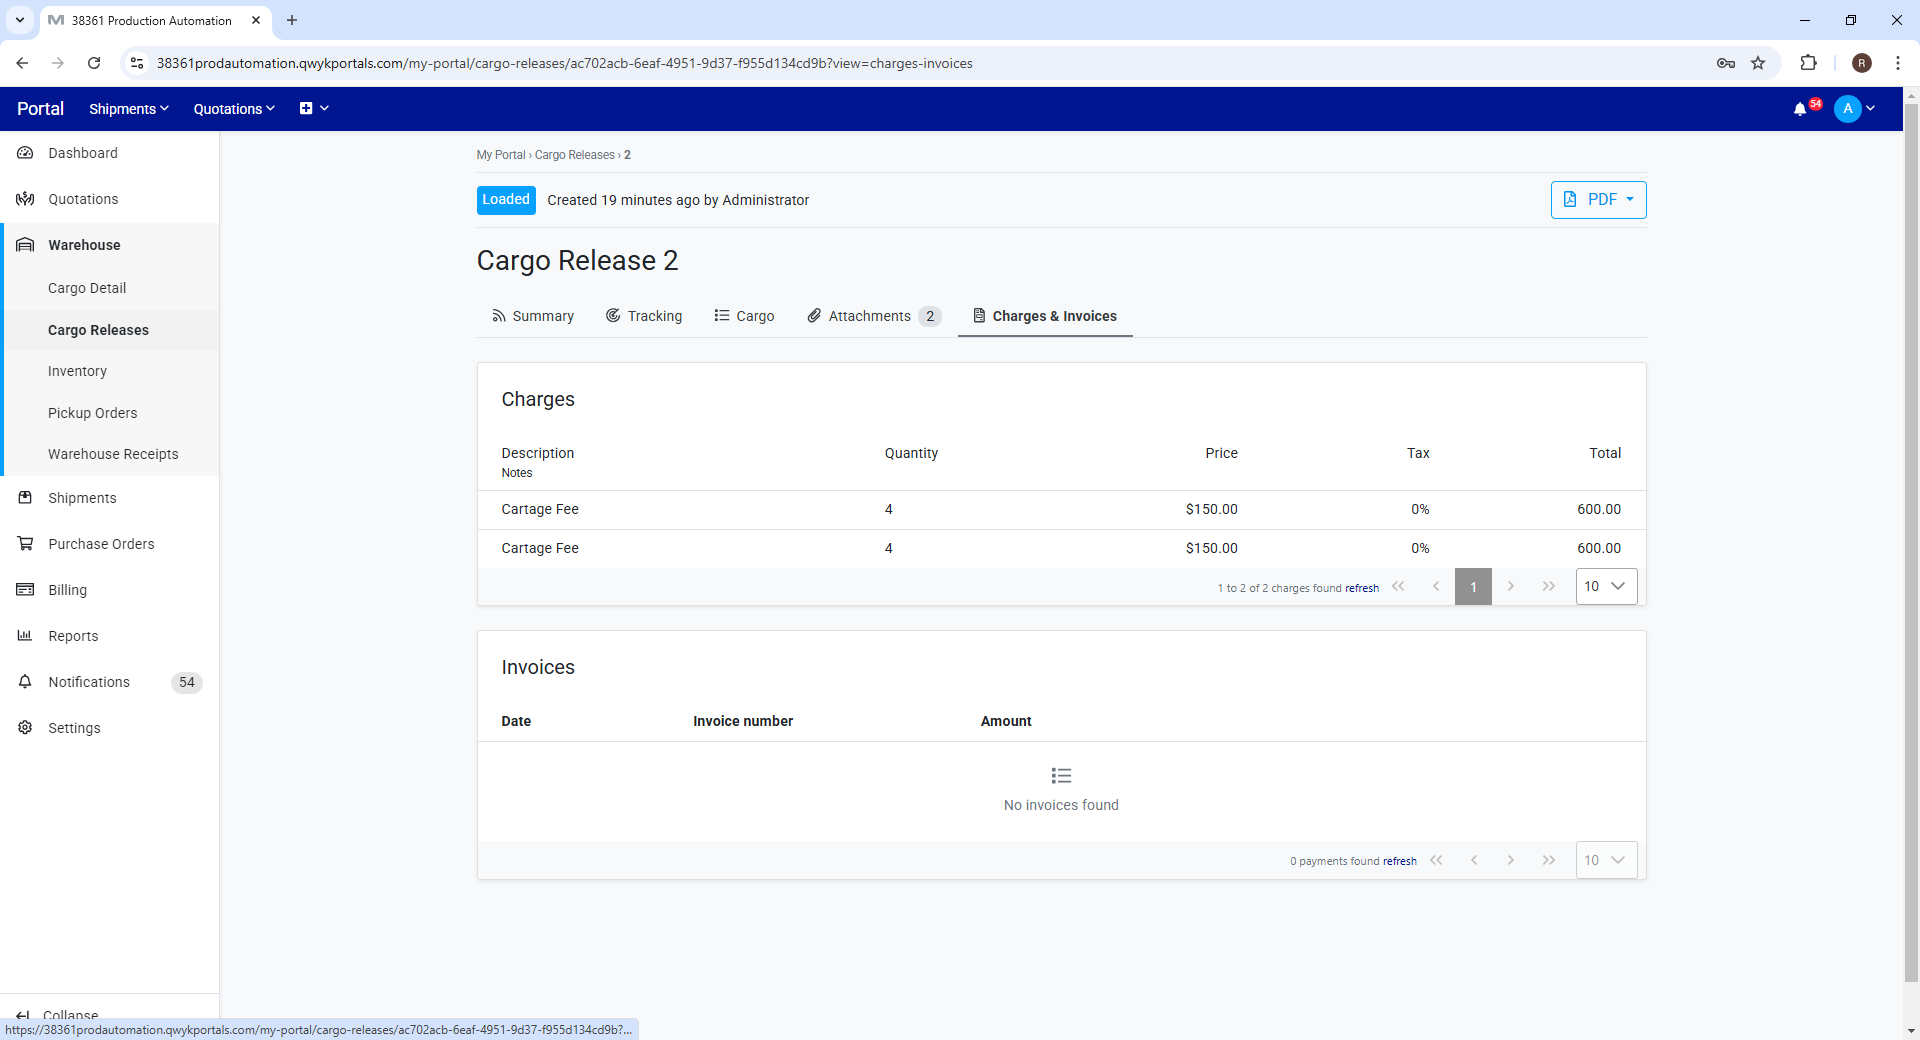 38361 Production Automation
38361prodautomation.qwykportals.com/my-portal/cargo-releases/ac702acb-6eaf-4951-9d37-f955d134cd9b?view=charges-invoices
R
Portal
Shipments
Quotations
54
A
Dashboard
Quotations
Warehouse
Cargo Detail
Cargo Releases
Inventory
Pickup Orders
Warehouse Receipts
Shipments
Purchase Orders
Billing
Reports
Notifications 54
Settings
Collapse
My Portal › Cargo Releases › 2
Loaded Created 19 minutes ago by Administrator
PDF
Cargo Release 2
Summary Tracking Cargo Attachments 2 Charges & Invoices
Charges
Description Quantity Price Tax Total
Notes
Cartage Fee 4 $150.00 0% 600.00
Cartage Fee 4 $150.00 0% 600.00
1 to 2 of 2 charges found refresh 1 10
Invoices
Date Invoice number Amount
No invoices found
0 payments found refresh 10
https://38361prodautomation.qwykportals.com/my-portal/cargo-releases/ac702acb-6eaf-4951-9d37-f955d134cd9b?...